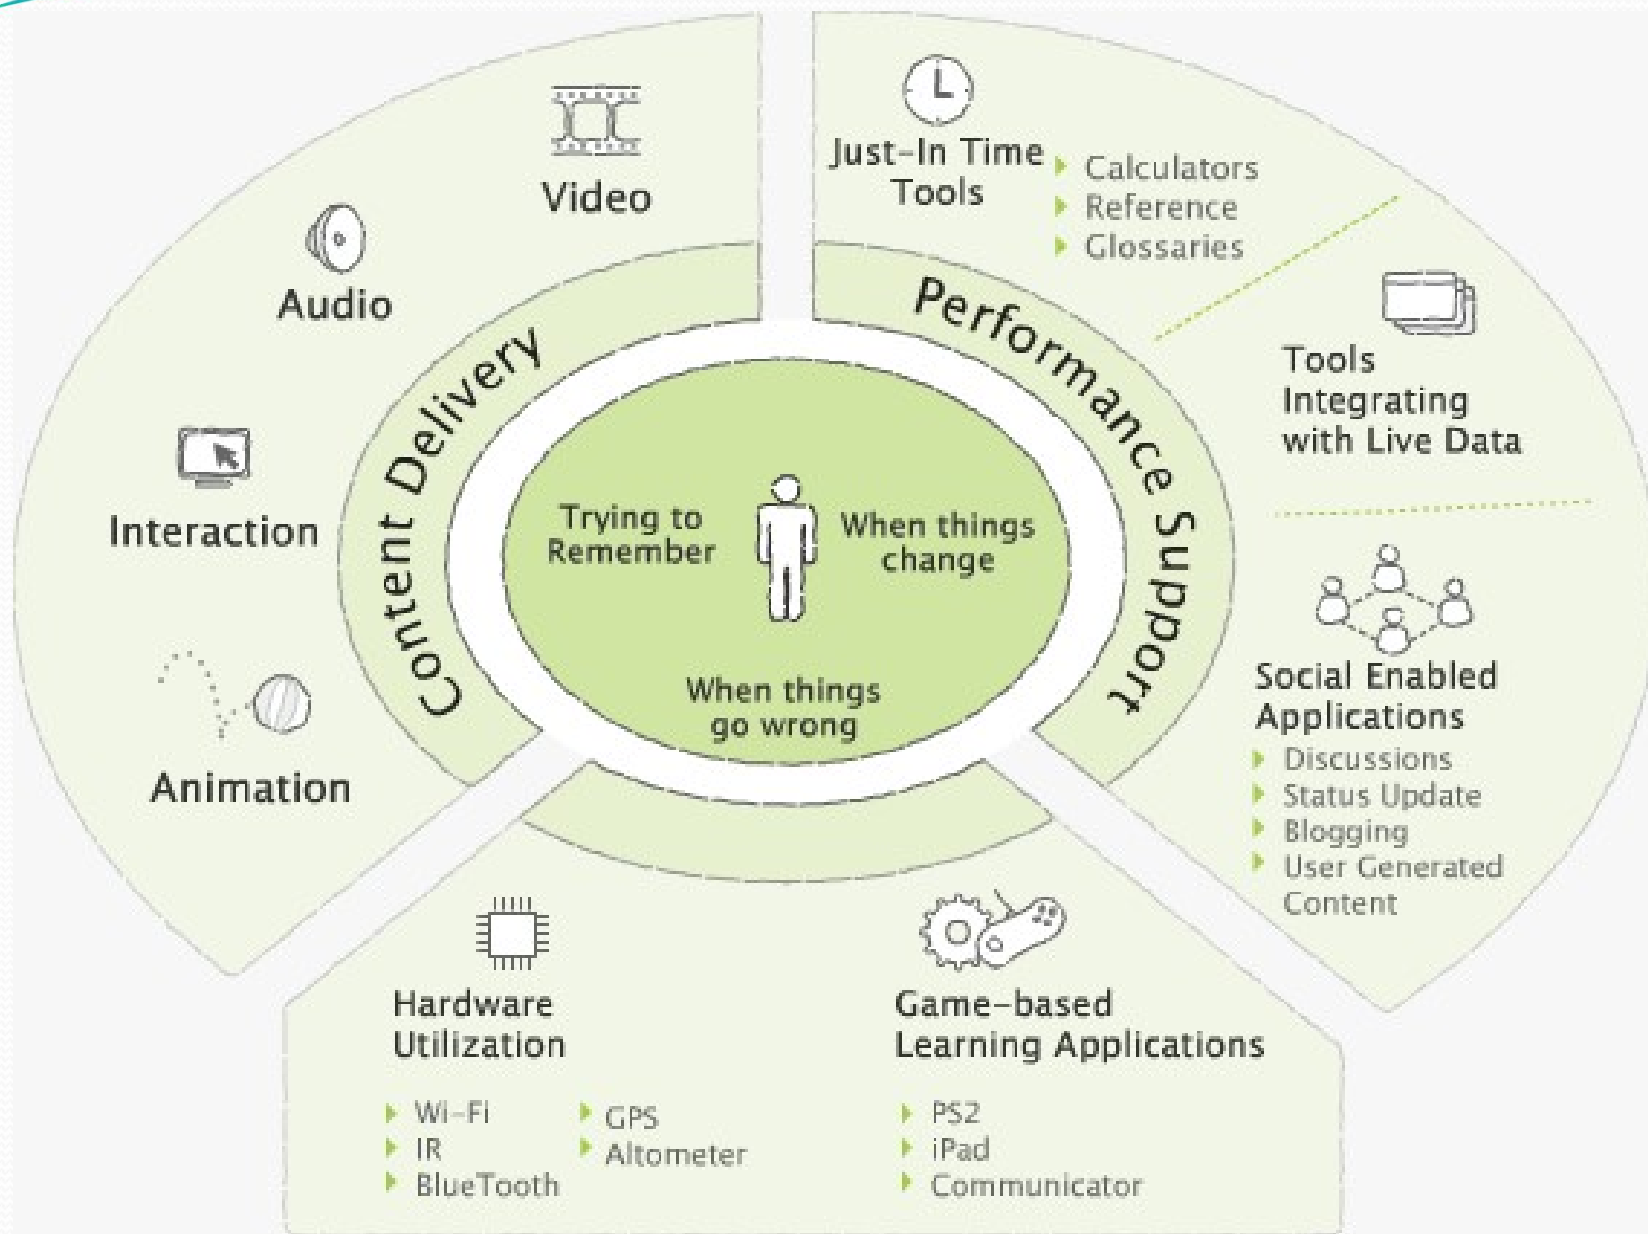 Video
Audio
Interaction
Animation
Content Delivery
Just-In Time
Tools
Calculators
Reference
Glossaries
Performance Support
Tools
Integrating
with Live Data
Social Enabled
Applications
Discussions
Status Update
Blogging
User Generated
Content
Trying to
Remember
When things
change
When things
go wrong
Hardware
Utilization
Wi-Fi
IR
BlueTooth
GPS
Altometer
Game-based
Learning Applications
PS2
iPad
Communicator